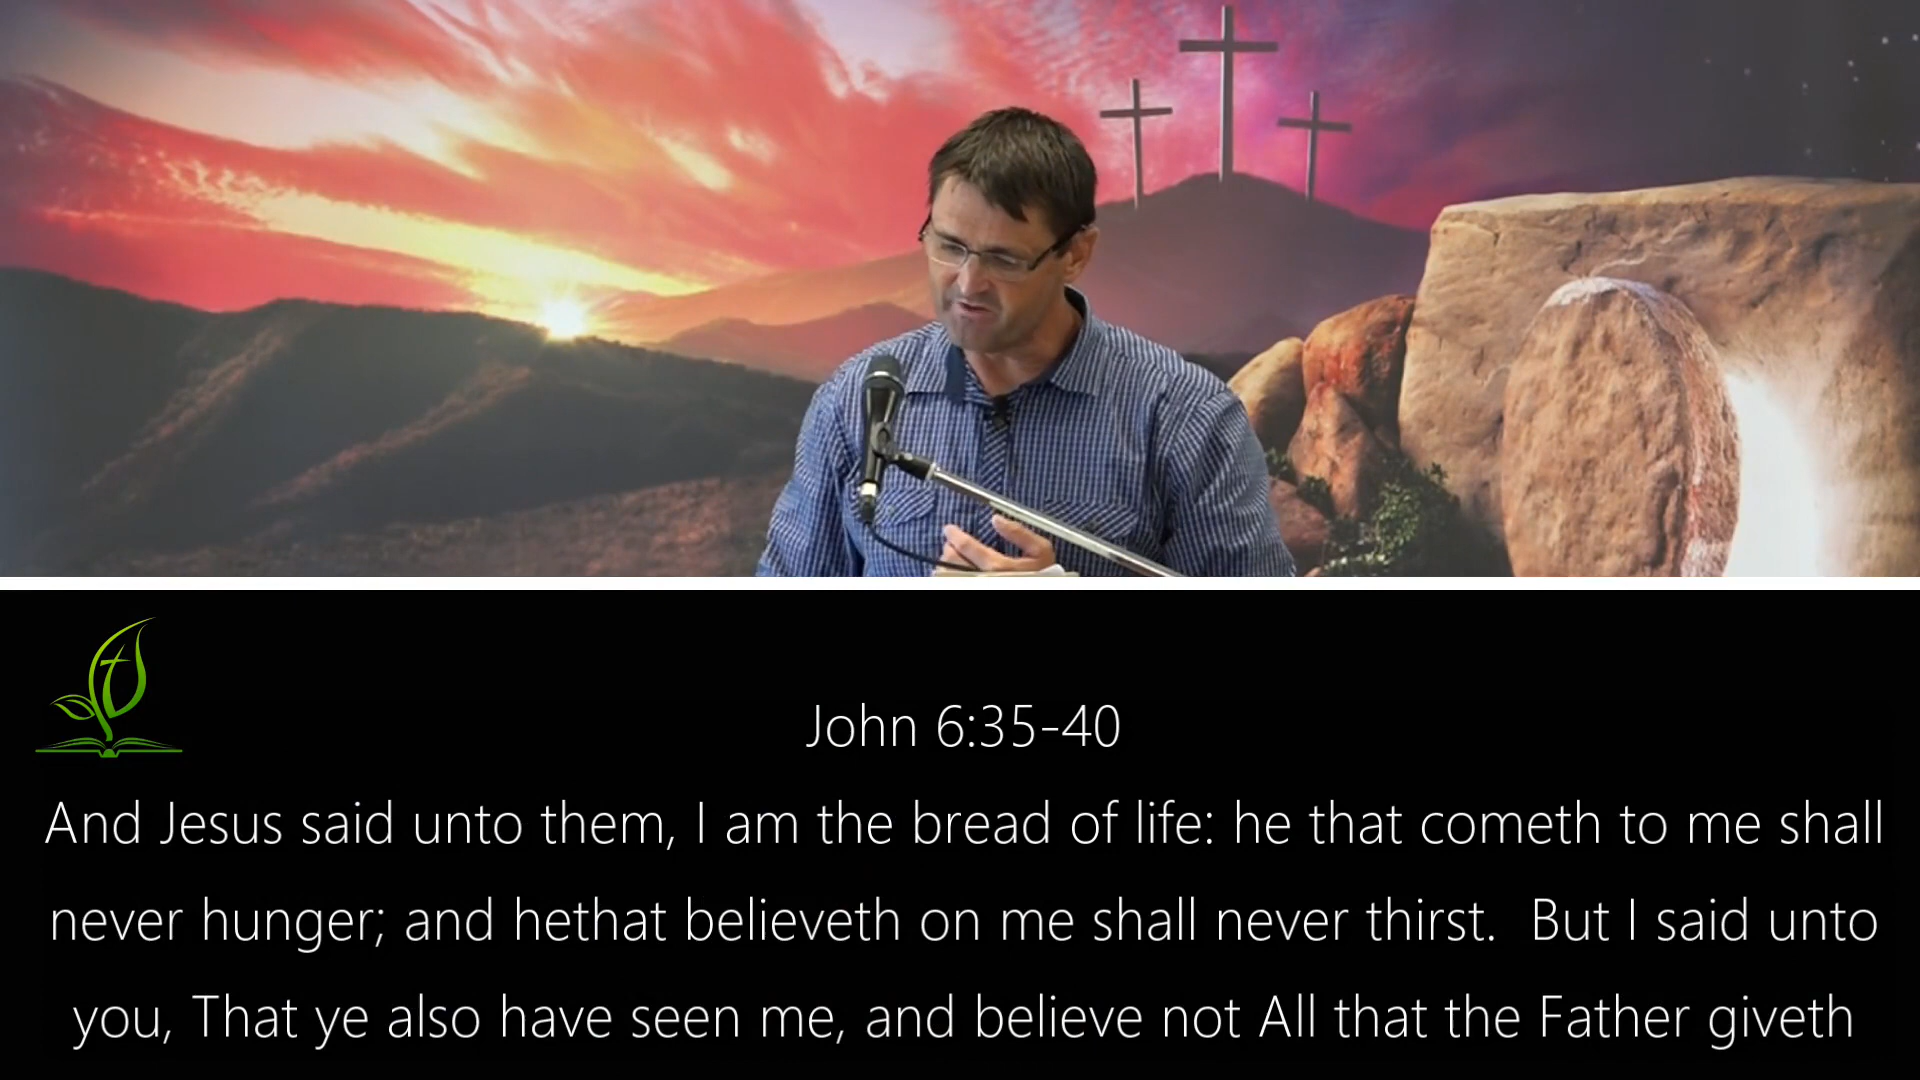 John 6:35-40
And Jesus said unto them, I am the bread of life: he that cometh to me shall
never hunger; and hethat believeth on me shall never thirst.  But I said unto
you, That ye also have seen me, and believe not All that the Father giveth